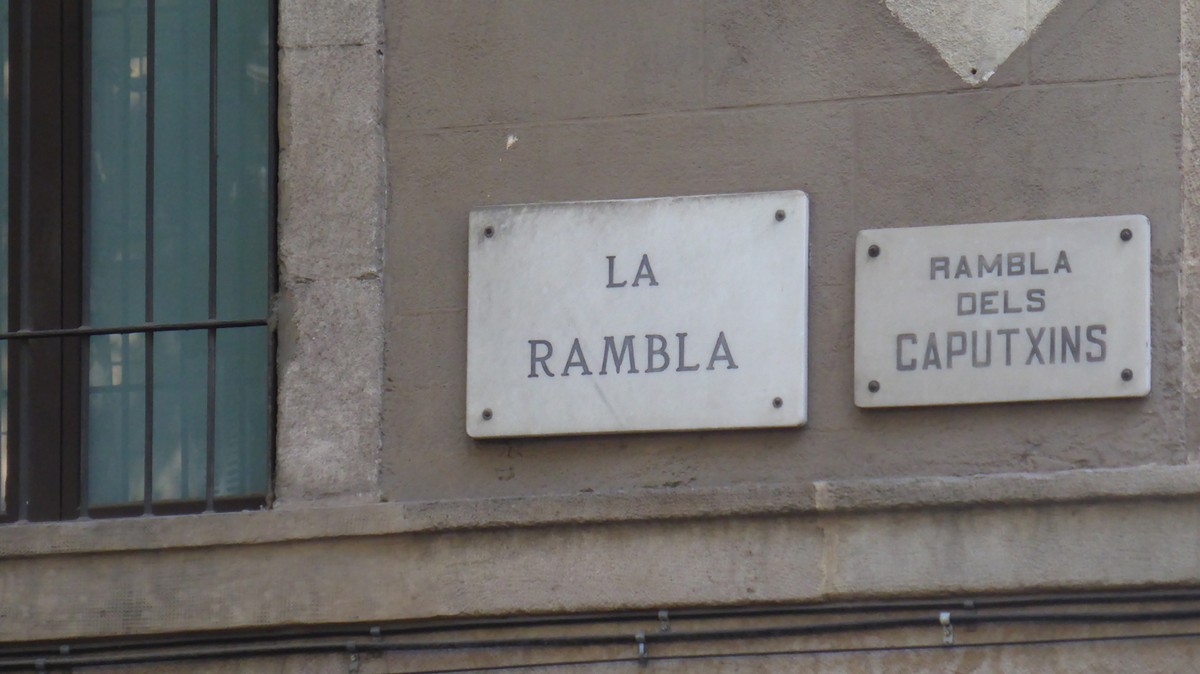 LA
RAMBLA
RAMBLA
DELS
CAPUTXINS